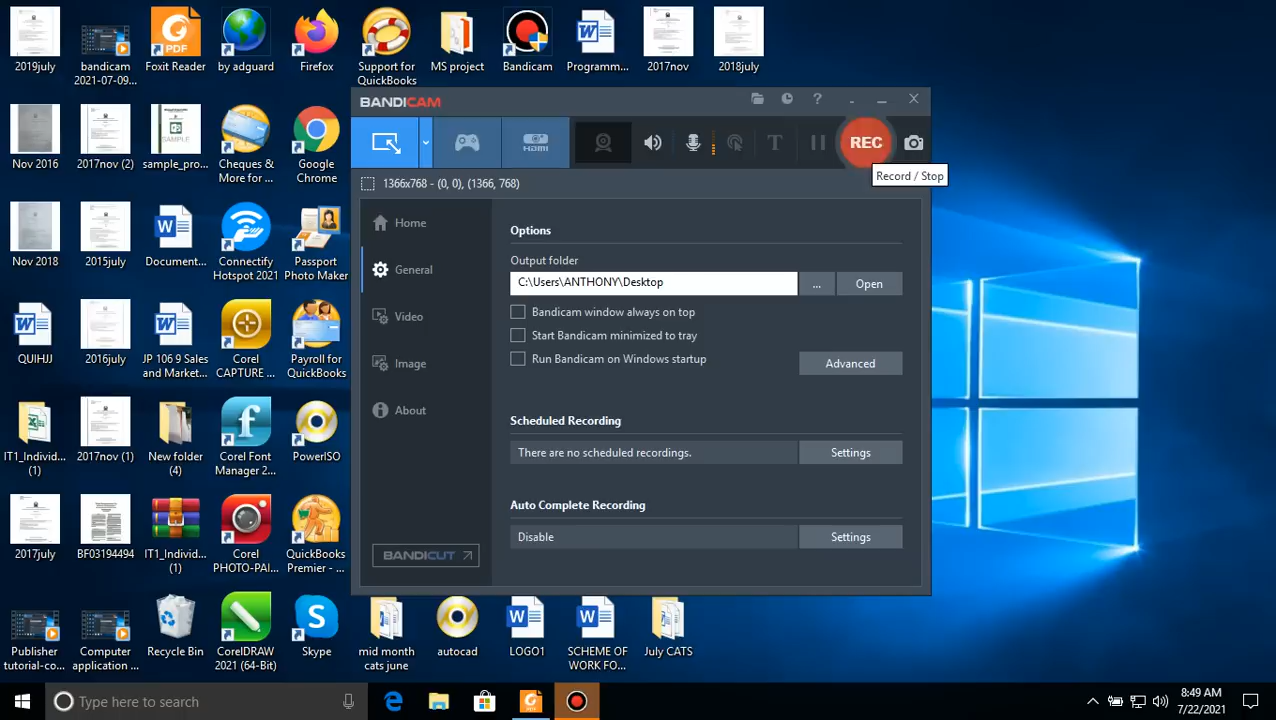 2019july
bandicam
2021-07-09...
Foxit Reader
bodyguard
Firefox
Support for
QuickBooks
MS project
Bandicam
Programm...
2017nov
2018july
Nov 2016
2017nov (2)
sample_pro...
Cheques &
More for ...
Google
Chrome
Nov 2018
2015july
Document...
Connectify
Hotspot 2021
Passport
Photo Maker
QUIHJJ
2016july
JP 106 9 Sales
and Market...
Corel
CAPTURE ...
Payroll for
QuickBooks
IT1_Individ...
(1)
2017nov (1)
New folder
(4)
Corel Font
Manager 2...
PowerISO
2017july
BF03194494
IT1_Individ...
(1)
Corel
PHOTO-PAI...
QuickBooks
Premier - ...
Publisher
tutorial-co...
Computer
application ...
Recycle Bin
CorelDRAW
2021 (64-Bit)
Skype
mid month
cats june
autocad
LOGO1
SCHEME OF
WORK FO...
July CATS
PDF
SAMPLE
BANDICAM
?
HDMI
T
REC
Record / Stop
1366x768 - (0, 0), (1366, 768)
Home
General
Video
Image
About
BANDICUT
Options
Output folder
C:\Users\ANTHONY\Desktop
...
Open
Bandicam window always on top
Start Bandicam minimized to tray
Run Bandicam on Windows startup
Advanced
Scheduled Recording
There are no scheduled recordings.
Settings
Auto Complete Recording
Disable
Settings
Type here to search
8:49 AM
7/22/2021